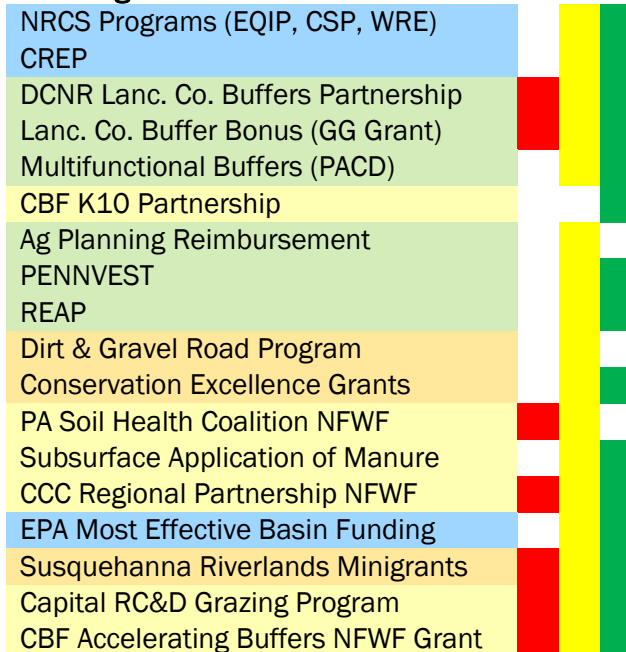 NRCS Programs (EQIP, CSP, WRE)
CREP
DCNR Lanc. Co. Buffers Partnership
Lanc. Co. Buffer Bonus (GG Grant)
Multifunctional Buffers (PACD)
CBF K10 Partnership
Ag Planning Reimbursement
PENNVEST
REAP
Dirt & Gravel Road Program
Conservation Excellence Grants
PA Soil Health Coalition NFWF
Subsurface Application of Manure
CCC Regional Partnership NFWF
EPA Most Effective Basin Funding
Susquehanna Riverlands Minigrants
Capital RC&D Grazing Program
CBF Accelerating Buffers NFWF Grant